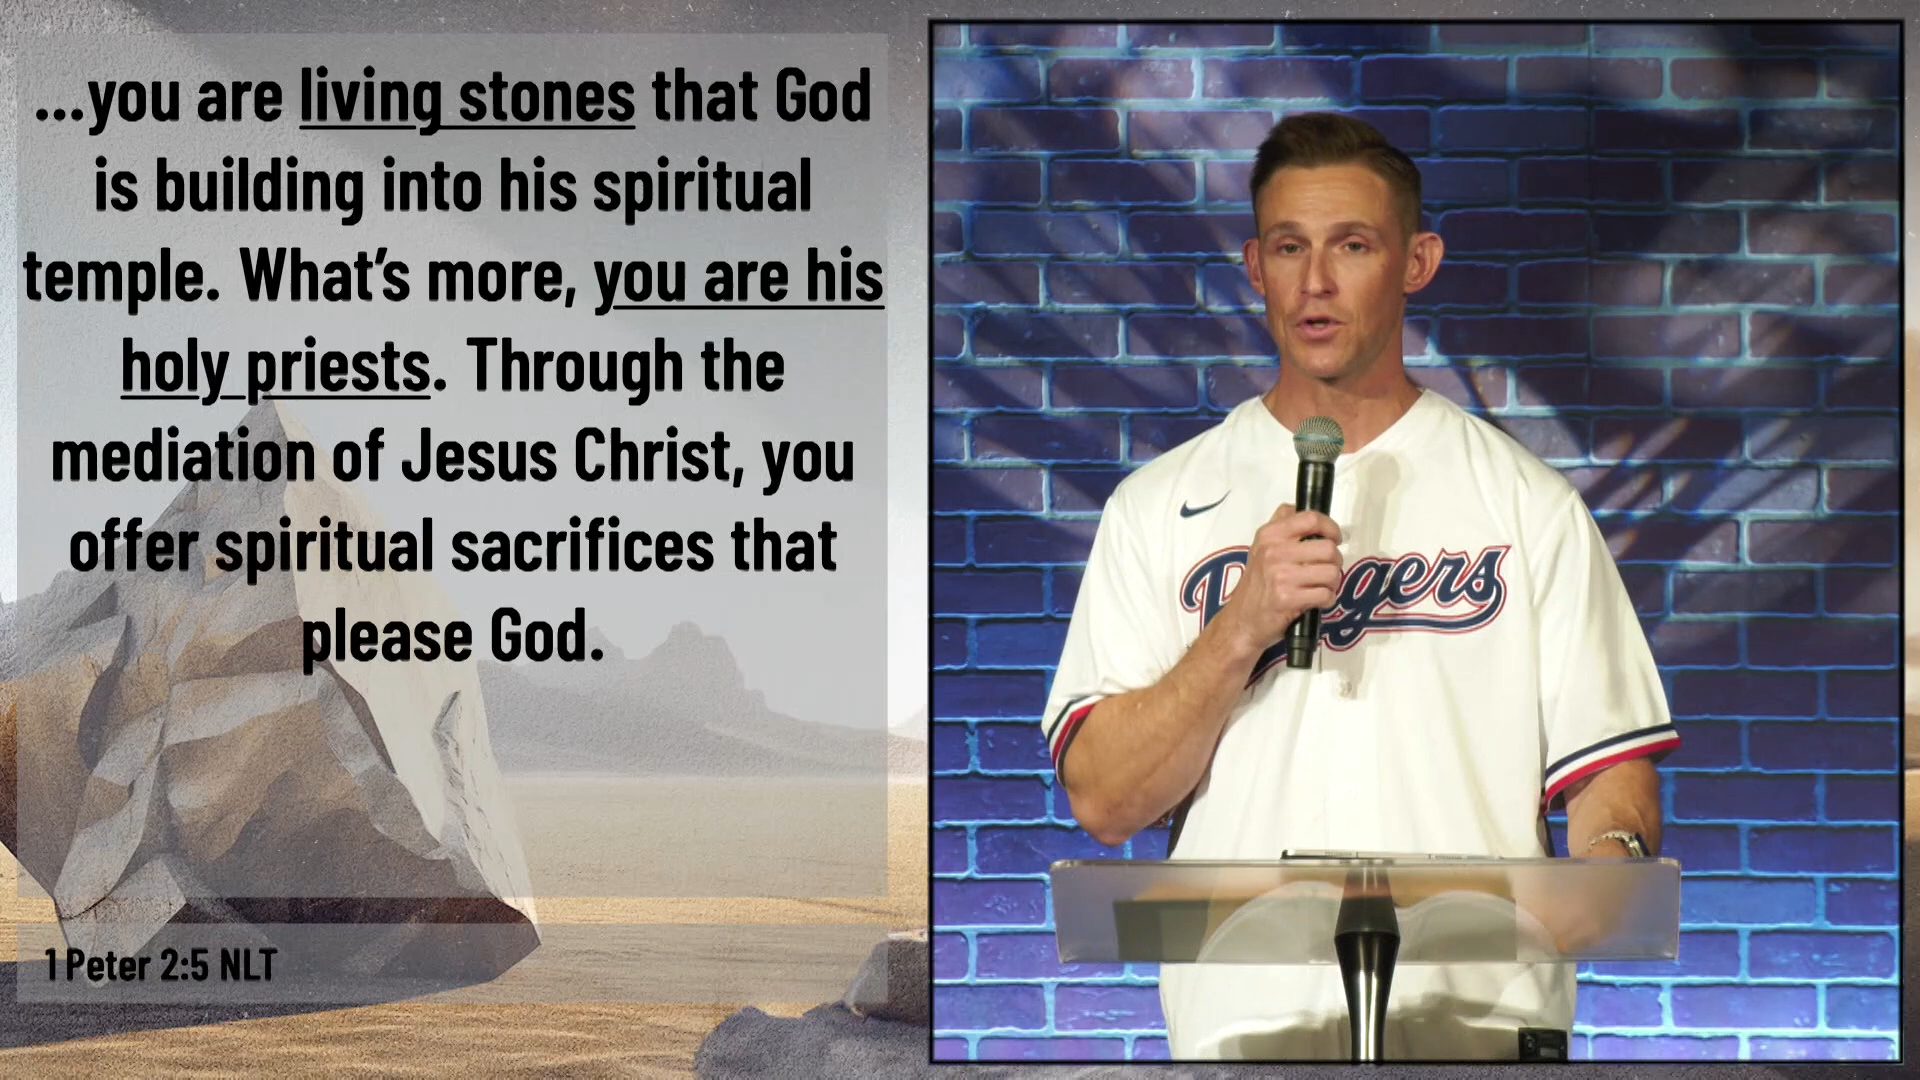 ...you are living stones that God
is building into his spiritual
temple. What's more, you are his
holy priests. Through the
mediation of Jesus Christ, you
offer spiritual sacrifices that
please God.
1 Peter 2:5 NLT
Rangers